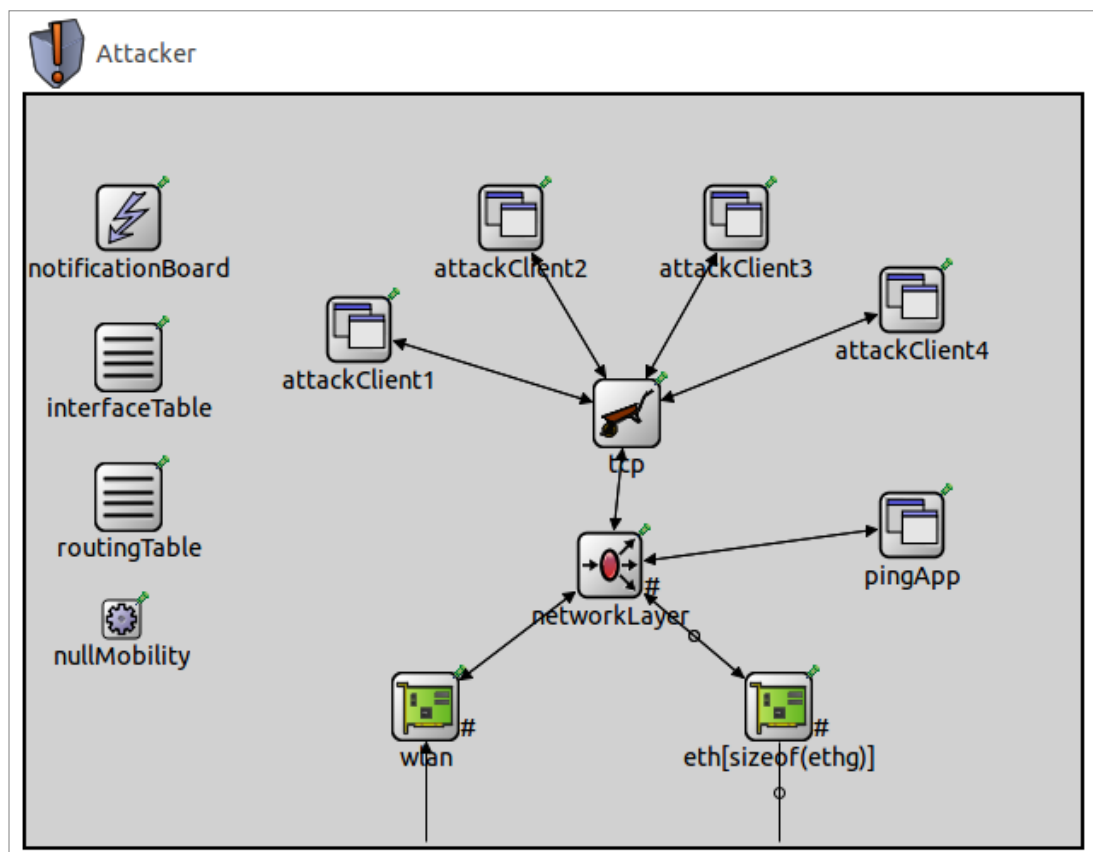 Attacker
notificationBoard
attackClient2
attackClient3
attackClient1
attackClient4
interfaceTable
tcp
routingTable
pingApp
#
networkLayer
nullMobility
#
#
wlan
eth[sizeof(ethg)]